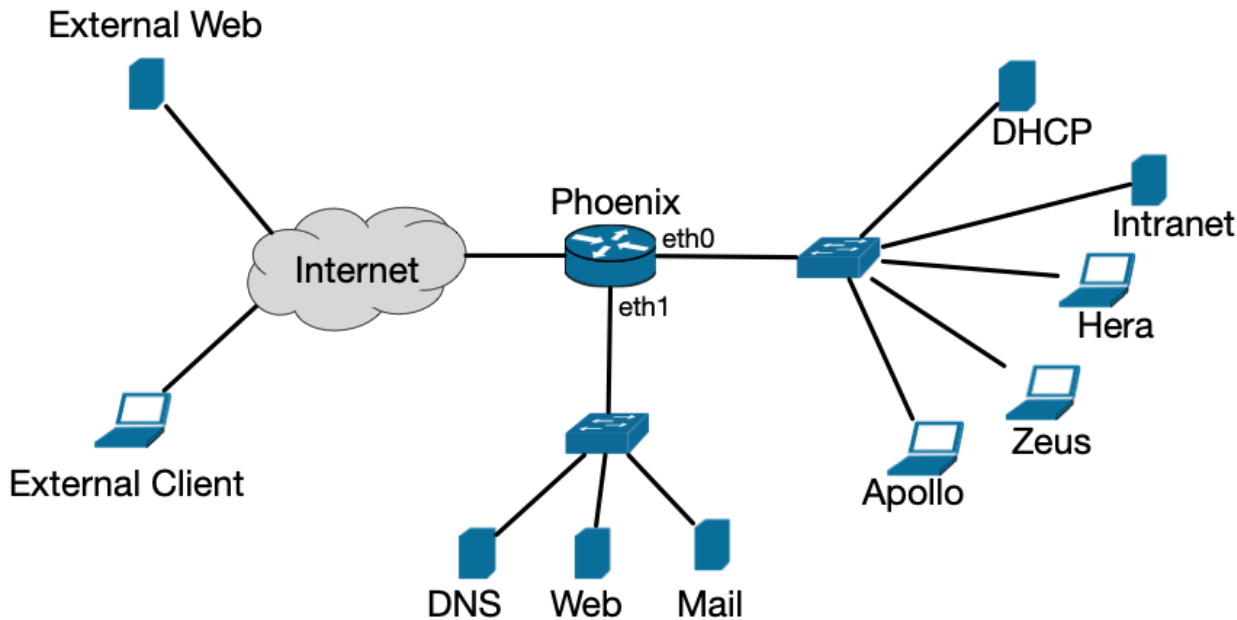 External Web
DHCP
Phoenix
eth0
Intranet
Internet
eth1
Hera
Zeus
External Client
Apollo
DNS
Web
Mail